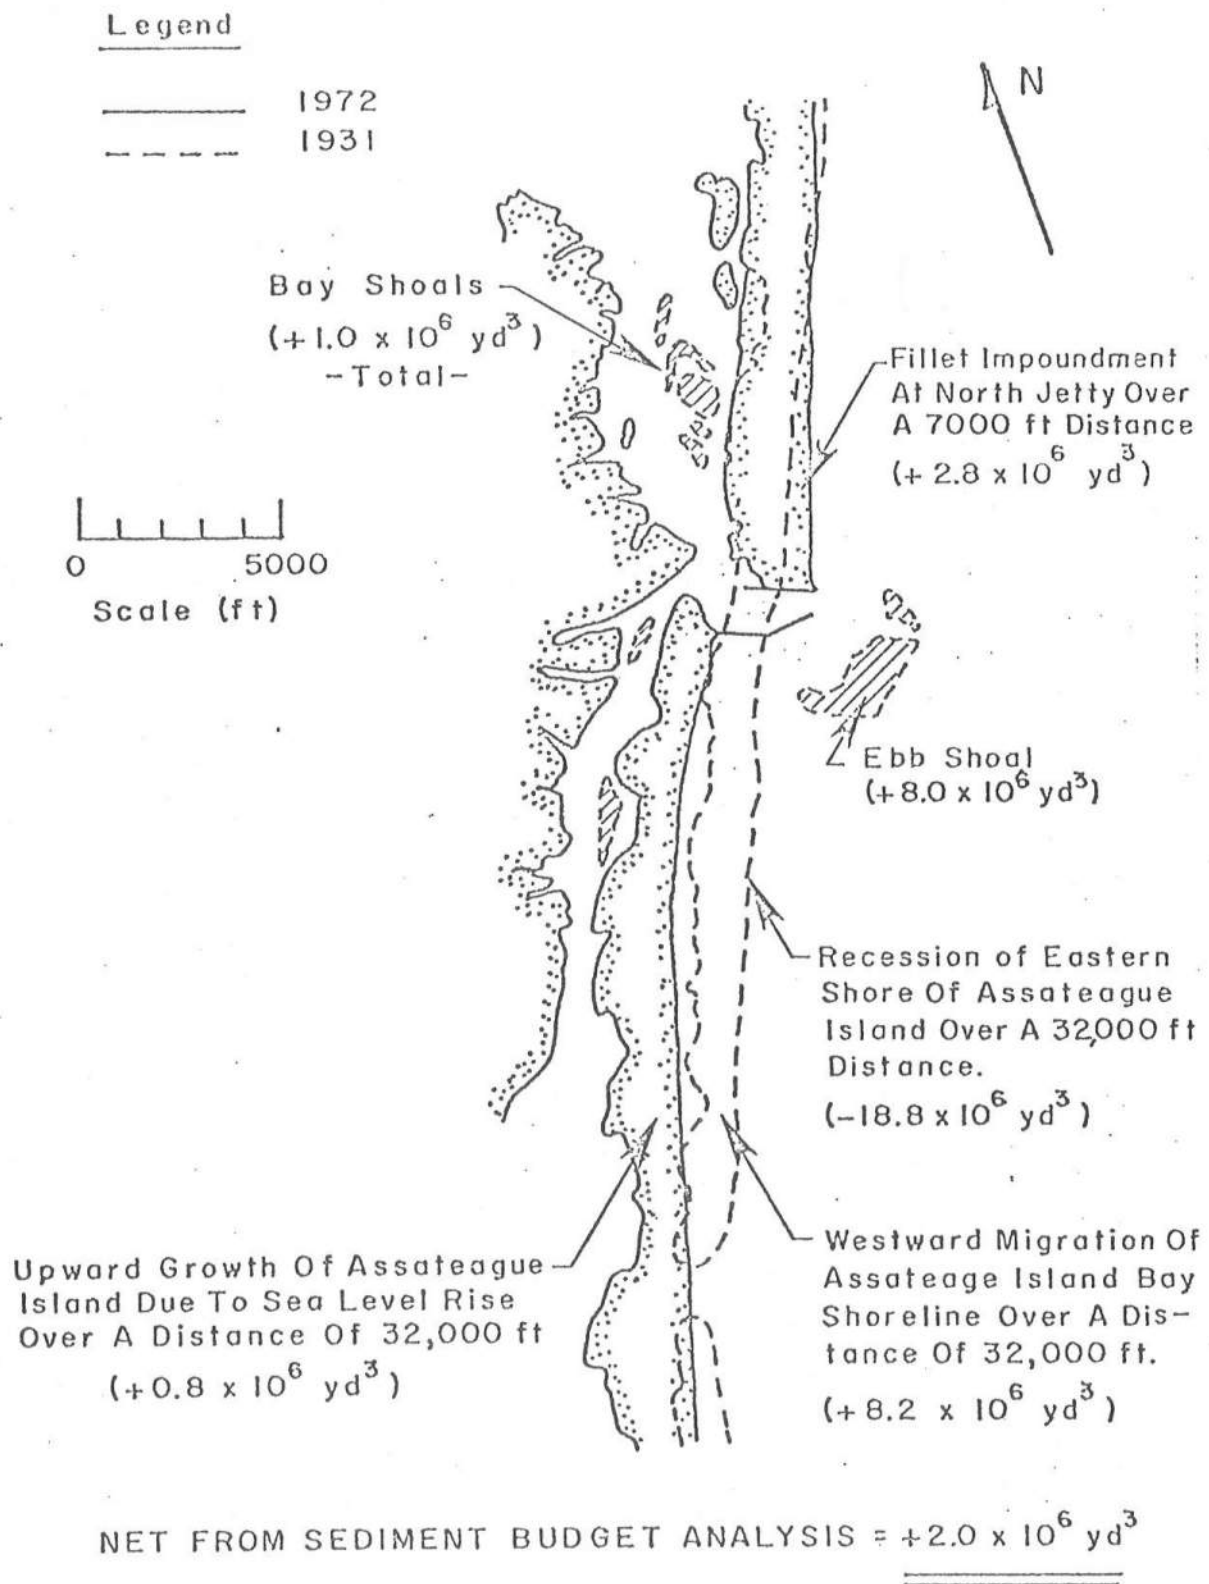 Legend
1972
1931
N
Bay Shoals
(+1.0 x 10⁶ yd³)
-Total-
Fillet Impoundment
At North Jetty Over
A 7000 ft Distance
(+ 2.8 x 10⁶ yd³)
0 5000
Scale (ft)
Ebb Shoal
(+8.0 x 10⁶ yd³)
Recession of Eastern
Shore Of Assateague
Island Over A 32,000 ft
Distance.
(-18.8 x 10⁶ yd³)
Upward Growth Of Assateague
Island Due To Sea Level Rise
Over A Distance Of 32,000 ft
(+0.8 x 10⁶ yd³)
Westward Migration Of
Assateage Island Bay
Shoreline Over A Dis-
tance Of 32,000 ft.
(+8.2 x 10⁶ yd³)
NET FROM SEDIMENT BUDGET ANALYSIS = +2.0 x 10⁶ yd³